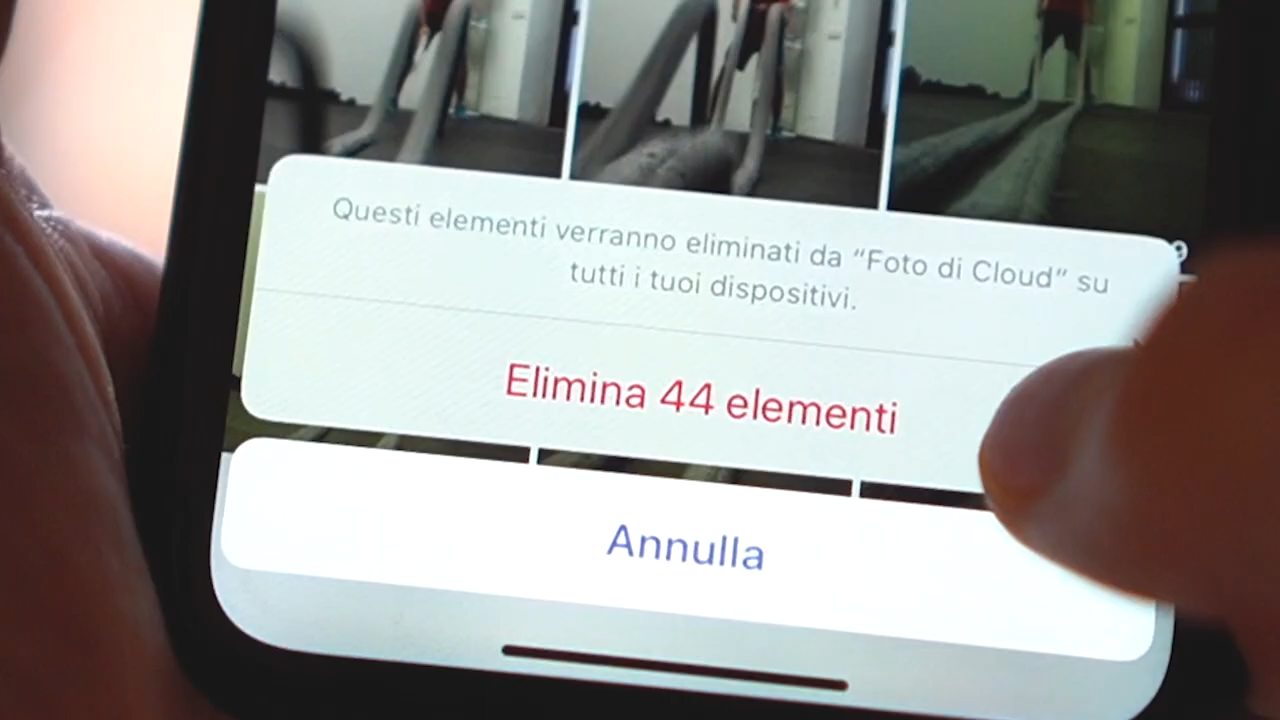 Questi elementi verranno eliminati da “Foto di Cloud” su
tutti i tuoi dispositivi.
Elimina 44 elementi
Annulla